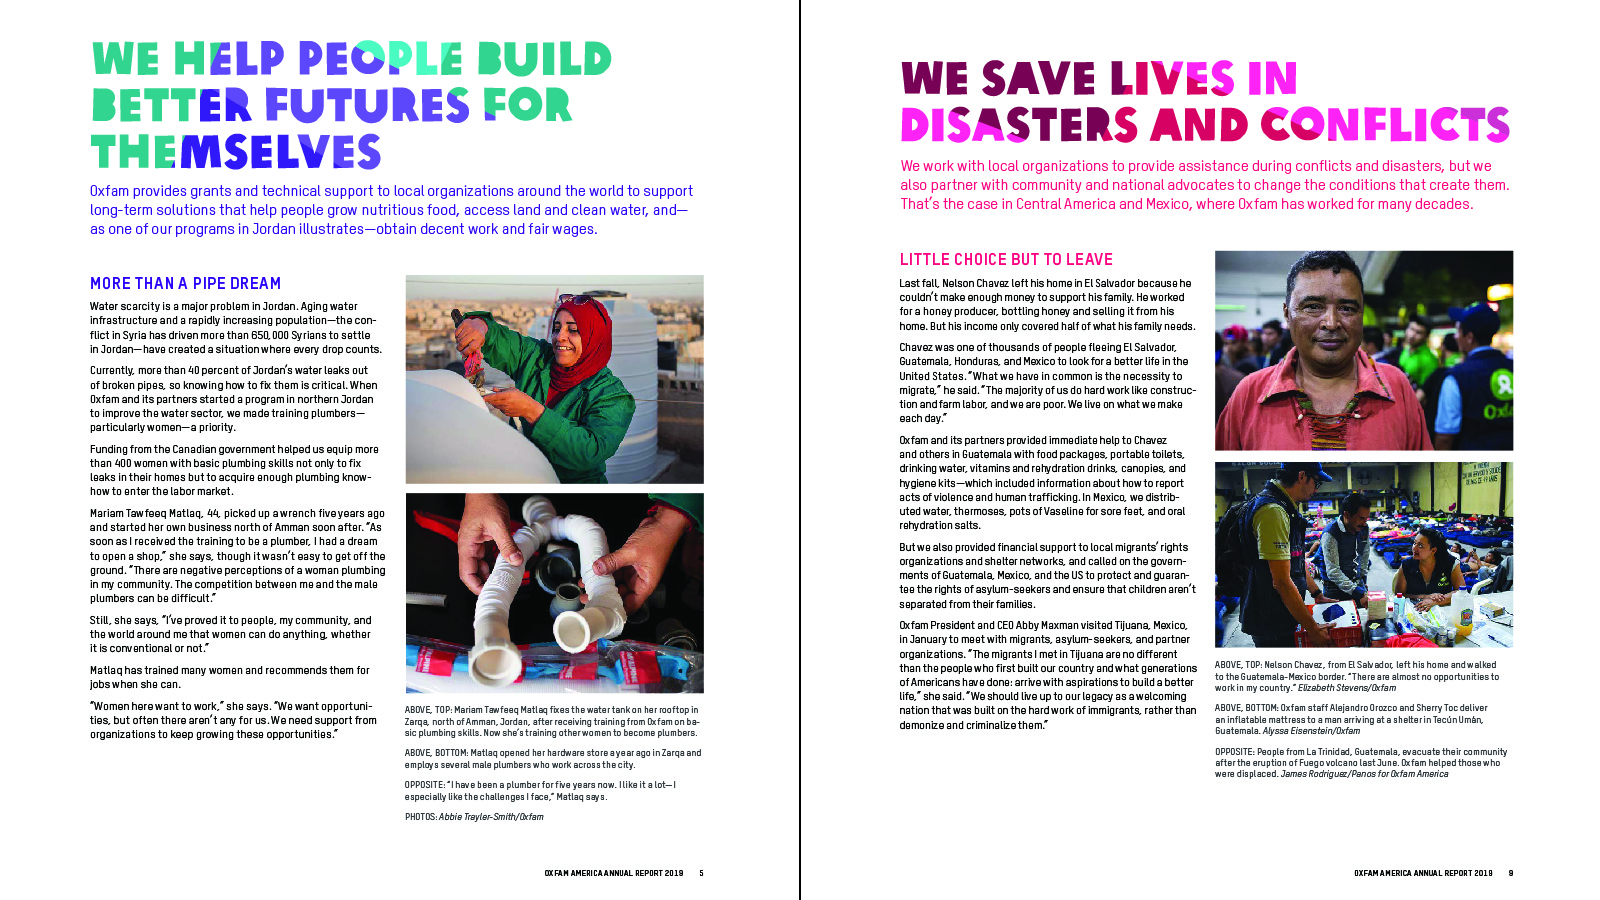 WE HELP PEOPLE BUILD
BETTER FUTURES FOR
THEMSELVES
Oxfam provides grants and technical support to local organizations around the world to support
long-term solutions that help people grow nutritious food, access land and clean water, and—
as one of our programs in Jordan illustrates—obtain decent work and fair wages.
MORE THAN A PIPE DREAM
Water scarcity is a major problem in Jordan. Aging water
infrastructure and a rapidly increasing population—the con-
flict in Syria has driven more than 650,000 Syrians to settle
in Jordan—have created a situation where every drop counts.
Currently, more than 40 percent of Jordan's water leaks out
of broken pipes, so knowing how to fix them is critical. When
Oxfam and its partners started a program in northern Jordan
to improve the water sector, we made training plumbers—
particularly women—a priority.
Funding from the Canadian government helped us equip more
than 400 women with basic plumbing skills not only to fix
leaks in their homes but to acquire enough plumbing know-
how to enter the labor market.
Mariam Tawfeeq Matlaq, 44, picked up a wrench five years ago
and started her own business north of Amman soon after. "As
soon as I received the training to be a plumber, I had a dream
to open a shop," she says, though it wasn't easy to get off the
ground. "There are negative perceptions of a woman plumbing
in my community. The competition between me and the male
plumbers can be difficult."
Still, she says, "I've proved it to people, my community, and
the world around me that women can do anything, whether
it is conventional or not."
Matlaq has trained many women and recommends them for
jobs when she can.
"Women here want to work," she says. "We want opportuni-
ties, but often there aren't any for us. We need support from
organizations to keep growing these opportunities."
ABOVE, TOP: Mariam Tawfeeq Matlaq fixes the water tank on her rooftop in
Zarqa, north of Amman, Jordan, after receiving training from Oxfam on ba-
sic plumbing skills. Now she's training other women to become plumbers.
ABOVE, BOTTOM: Matlaq opened her hardware store a year ago in Zarqa and
employs several male plumbers who work across the city.
OPPOSITE: "I have been a plumber for five years now. I like it a lot—I
especially like the challenges I face," Matlaq says.
PHOTOS: Abbie Trayler-Smith/Oxfam
OXFAM AMERICA ANNUAL REPORT 2019 5
WE SAVE LIVES IN
DISASTERS AND CONFLICTS
We work with local organizations to provide assistance during conflicts and disasters, but we
also partner with community and national advocates to change the conditions that create them.
That's the case in Central America and Mexico, where Oxfam has worked for many decades.
LITTLE CHOICE BUT TO LEAVE
Last fall, Nelson Chavez left his home in El Salvador because he
couldn't make enough money to support his family. He worked
for a honey producer, bottling honey and selling it from his
home. But his income only covered half of what his family needs.
Chavez was one of thousands of people fleeing El Salvador,
Guatemala, Honduras, and Mexico to look for a better life in the
United States. "What we have in common is the necessity to
migrate," he said. "The majority of us do hard work like construc-
tion and farm labor, and we are poor. We live on what we make
each day."
Oxfam and its partners provided immediate help to Chavez
and others in Guatemala with food packages, portable toilets,
drinking water, vitamins and rehydration drinks, canopies, and
hygiene kits—which included information about how to report
acts of violence and human trafficking. In Mexico, we distrib-
uted water, thermoses, pots of Vaseline for sore feet, and oral
rehydration salts.
But we also provided financial support to local migrants' rights
organizations and shelter networks, and called on the govern-
ments of Guatemala, Mexico, and the US to protect and guaran-
tee the rights of asylum-seekers and ensure that children aren't
separated from their families.
Oxfam President and CEO Abby Maxman visited Tijuana, Mexico,
in January to meet with migrants, asylum-seekers, and partner
organizations. "The migrants I met in Tijuana are no different
than the people who first built our country and what generations
of Americans have done: arrive with aspirations to build a better
life," she said. "We should live up to our legacy as a welcoming
nation that was built on the hard work of immigrants, rather than
demonize and criminalize them."
Oxf
ABOVE, TOP: Nelson Chavez, from El Salvador, left his home and walked
to the Guatemala-Mexico border. "There are almost no opportunities to
work in my country." Elizabeth Stevens/Oxfam
ABOVE, BOTTOM: Oxfam staff Alejandro Orozco and Sherry Toc deliver
an inflatable mattress to a man arriving at a shelter in Tecún Umán,
Guatemala. Alyssa Eisenstein/Oxfam
OPPOSITE: People from La Trinidad, Guatemala, evacuate their community
after the eruption of Fuego volcano last June. Oxfam helped those who
were displaced. James Rodriguez/Panos for Oxfam America
OXFAM AMERICA ANNUAL REPORT 2019 9